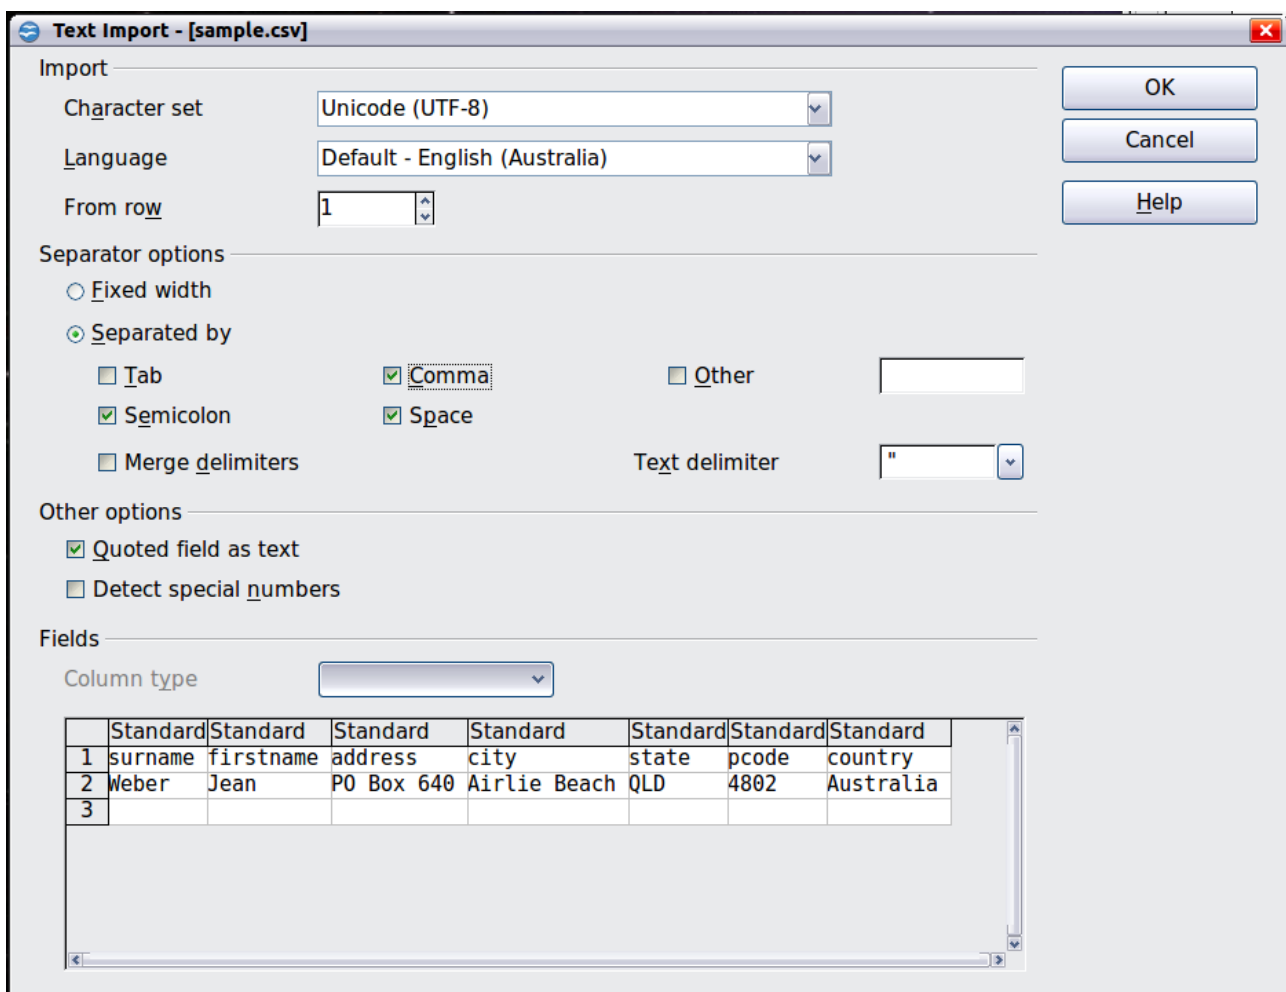 Text Import - [sample.csv]
Import
OK
Character set Unicode (UTF-8)
Cancel
Language Default - English (Australia)
From row 1
Help
Separator options
Fixed width
Separated by
Tab Comma Other
Semicolon Space
Merge delimiters Text delimiter "
Other options
Quoted field as text
Detect special numbers
Fields
Column type
Standard Standard Standard Standard Standard Standard Standard
1 surname firstname address city state pcode country
2 Weber Jean PO Box 640 Airlie Beach QLD 4802 Australia
3